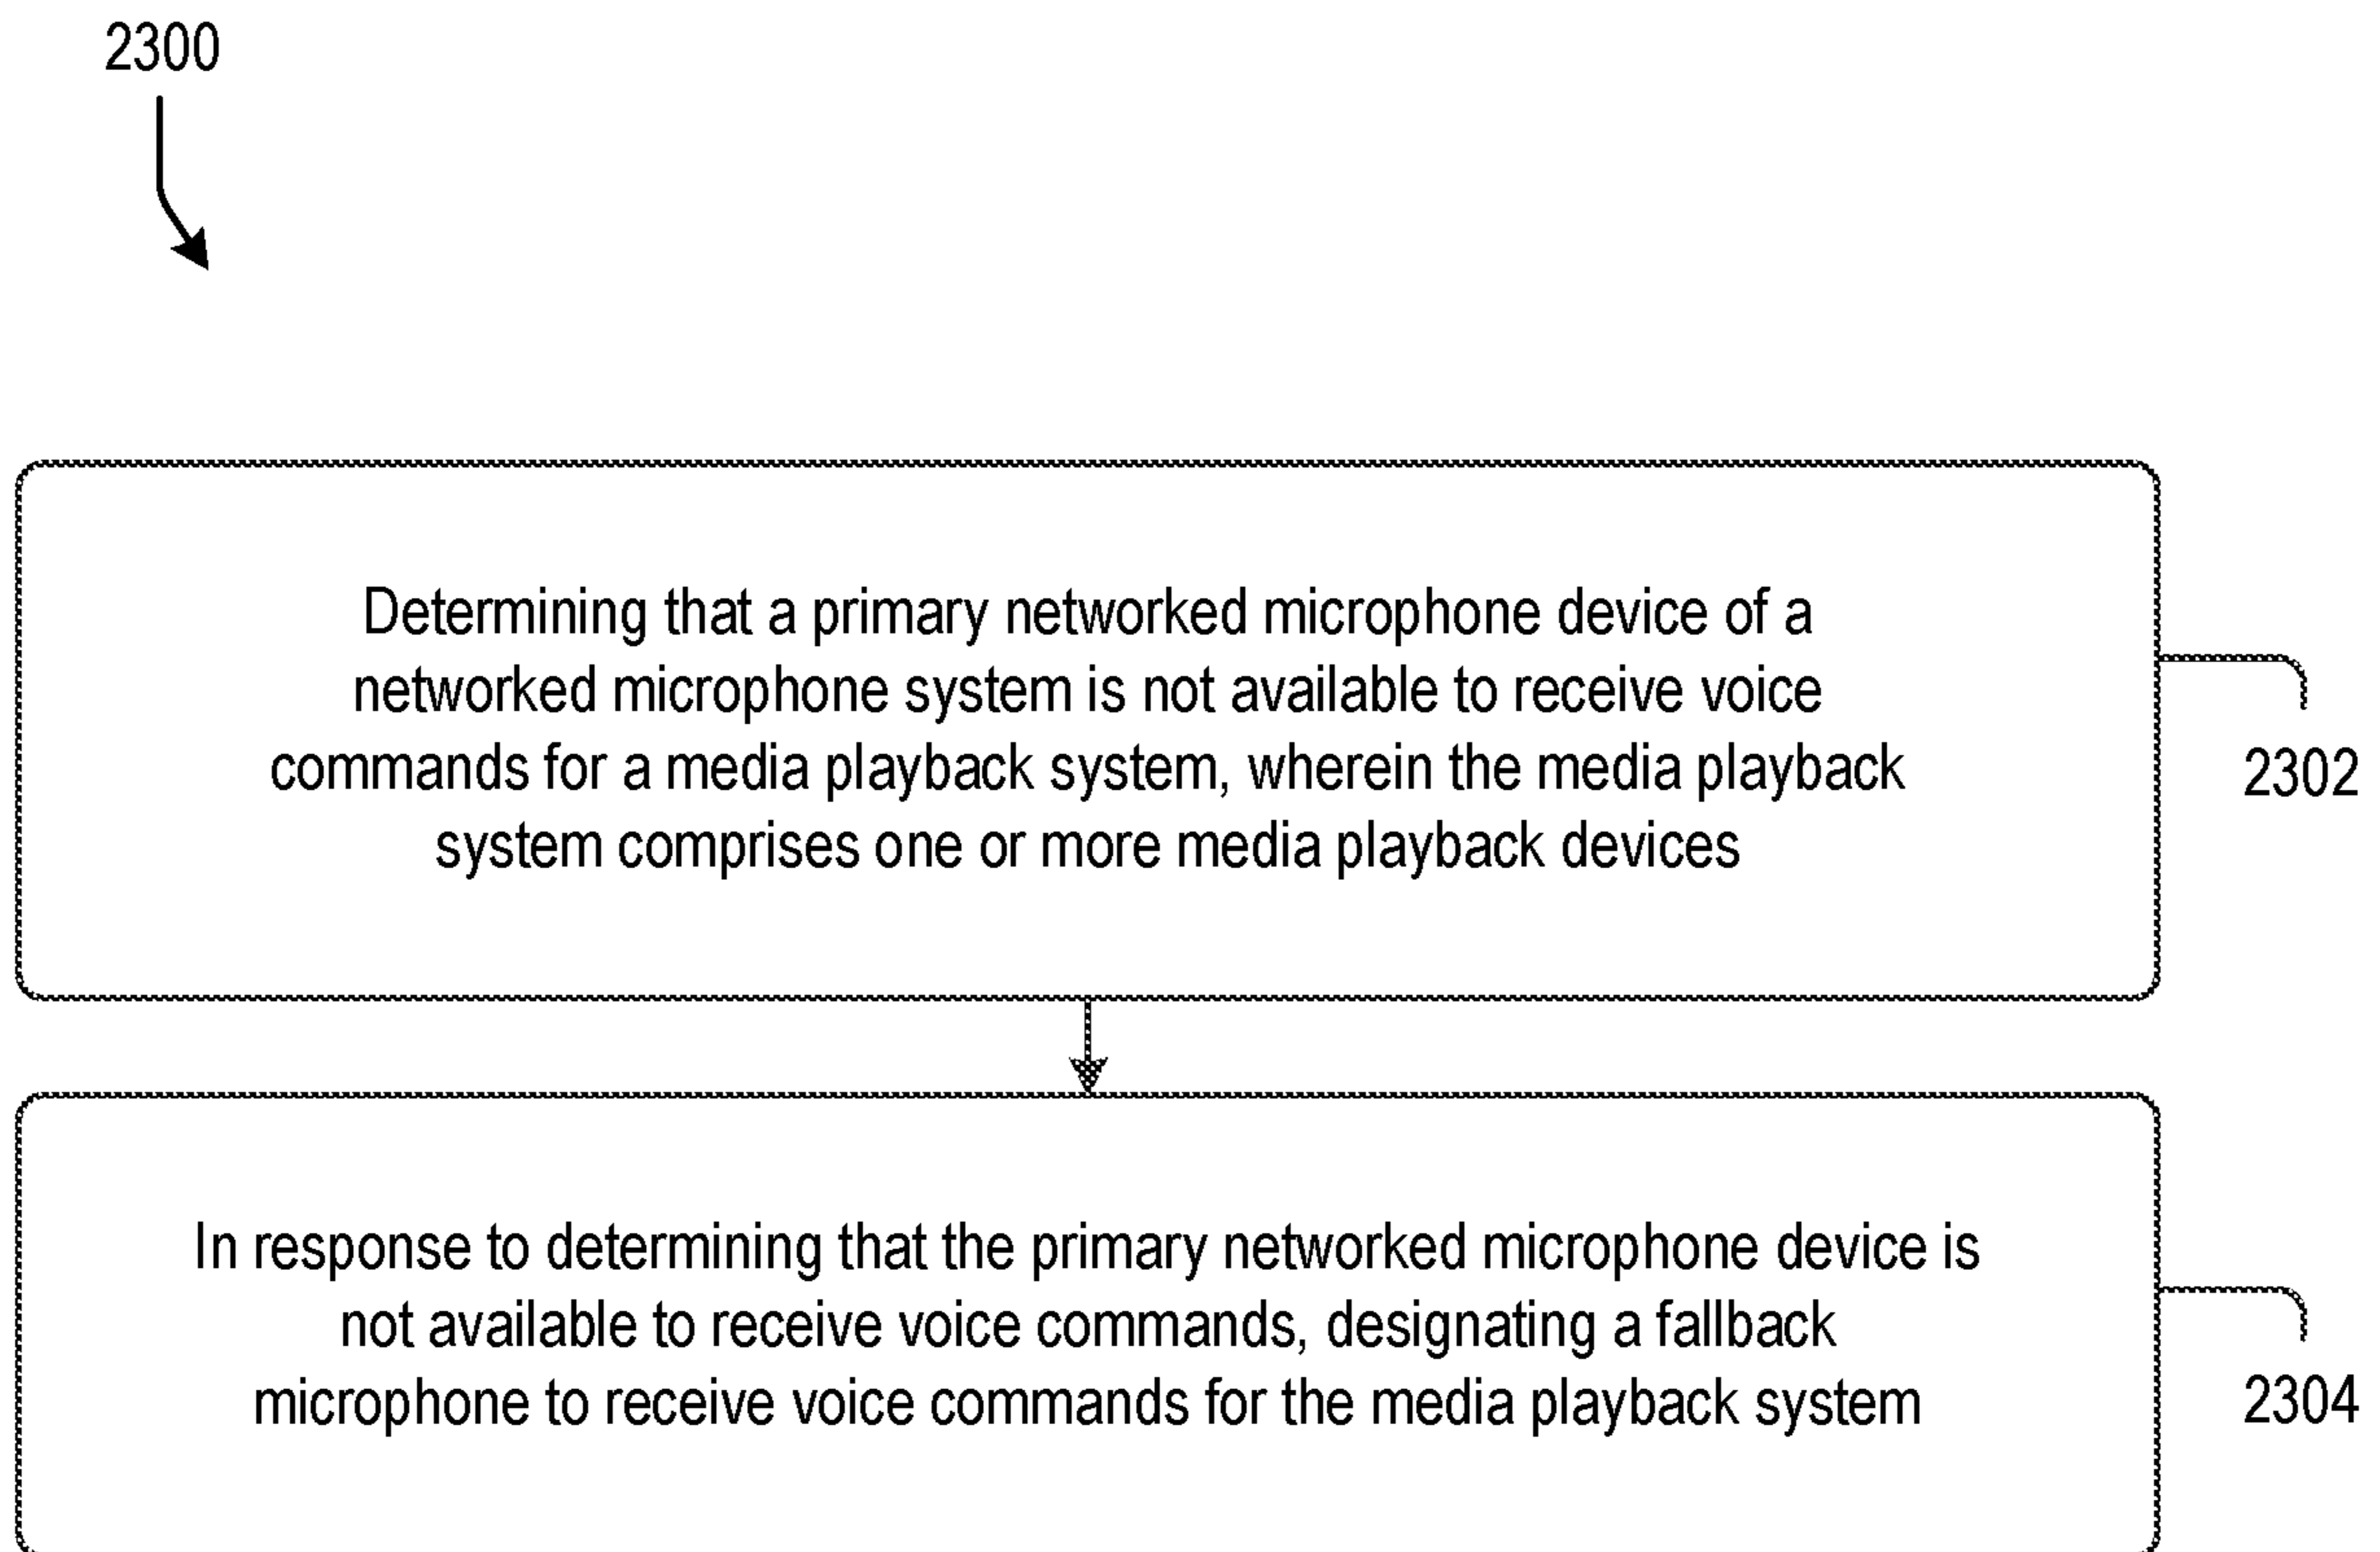 2300
Determining that a primary networked microphone device of a
networked microphone system is not available to receive voice
commands for a media playback system, wherein the media playback
system comprises one or more media playback devices
2302
In response to determining that the primary networked microphone device is
not available to receive voice commands, designating a fallback
microphone to receive voice commands for the media playback system
2304